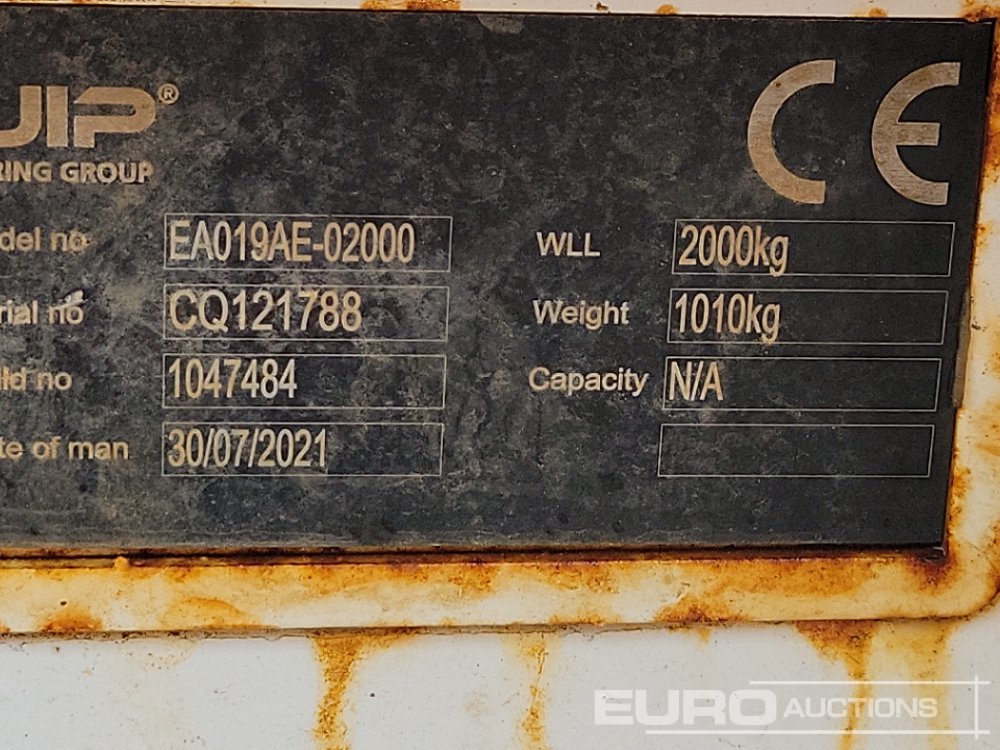 UIP®
RING GROUP
CE
del no EA019AE-02000 WLL 2000kg
rial no CQ121788 Weight 1010kg
ild no 1047484 Capacity N/A
te of man 30/07/2021
EURO AUCTIONS